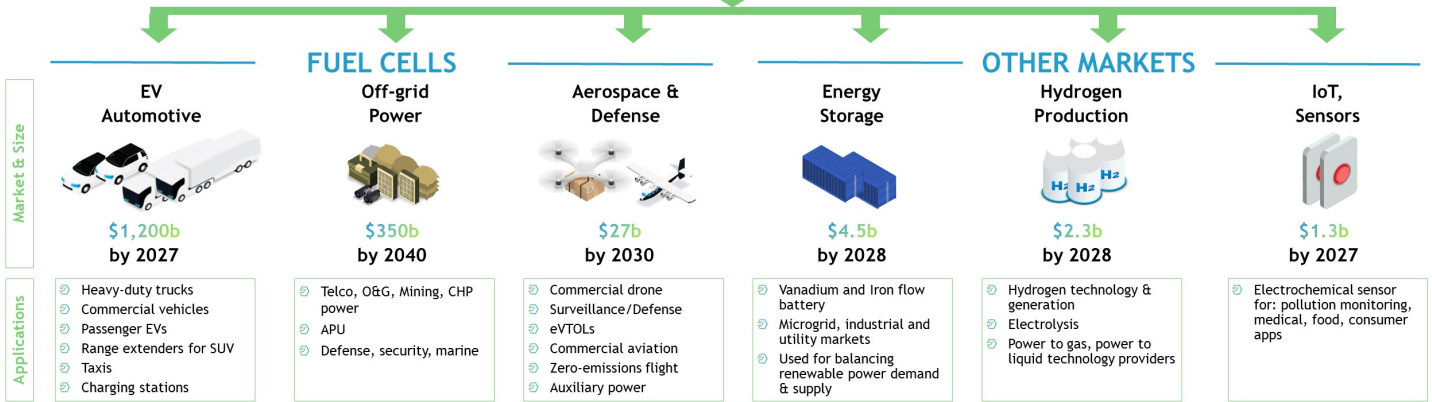 FUEL CELLS
OTHER MARKETS
Market & Size
EV
Automotive
$1,200b
by 2027
Off-grid
Power
$350b
by 2040
Aerospace &
Defense
$27b
by 2030
Energy
Storage
$4.5b
by 2028
Hydrogen
Production
H2
H2
H2
$2.3b
by 2028
IoT,
Sensors
$1.3b
by 2027
Applications
Heavy-duty trucks
Commercial vehicles
Passenger EVs
Range extenders for SUV
Taxis
Charging stations
Telco, O&G, Mining, CHP
power
APU
Defense, security, marine
Commercial drone
Surveillance/Defense
eVTOLs
Commercial aviation
Zero-emissions flight
Auxiliary power
Vanadium and Iron flow
battery
Microgrid, industrial and
utility markets
Used for balancing
renewable power demand
& supply
Hydrogen technology &
generation
Electrolysis
Power to gas, power to
liquid technology providers
Electrochemical sensor
for: pollution monitoring,
medical, food, consumer
apps